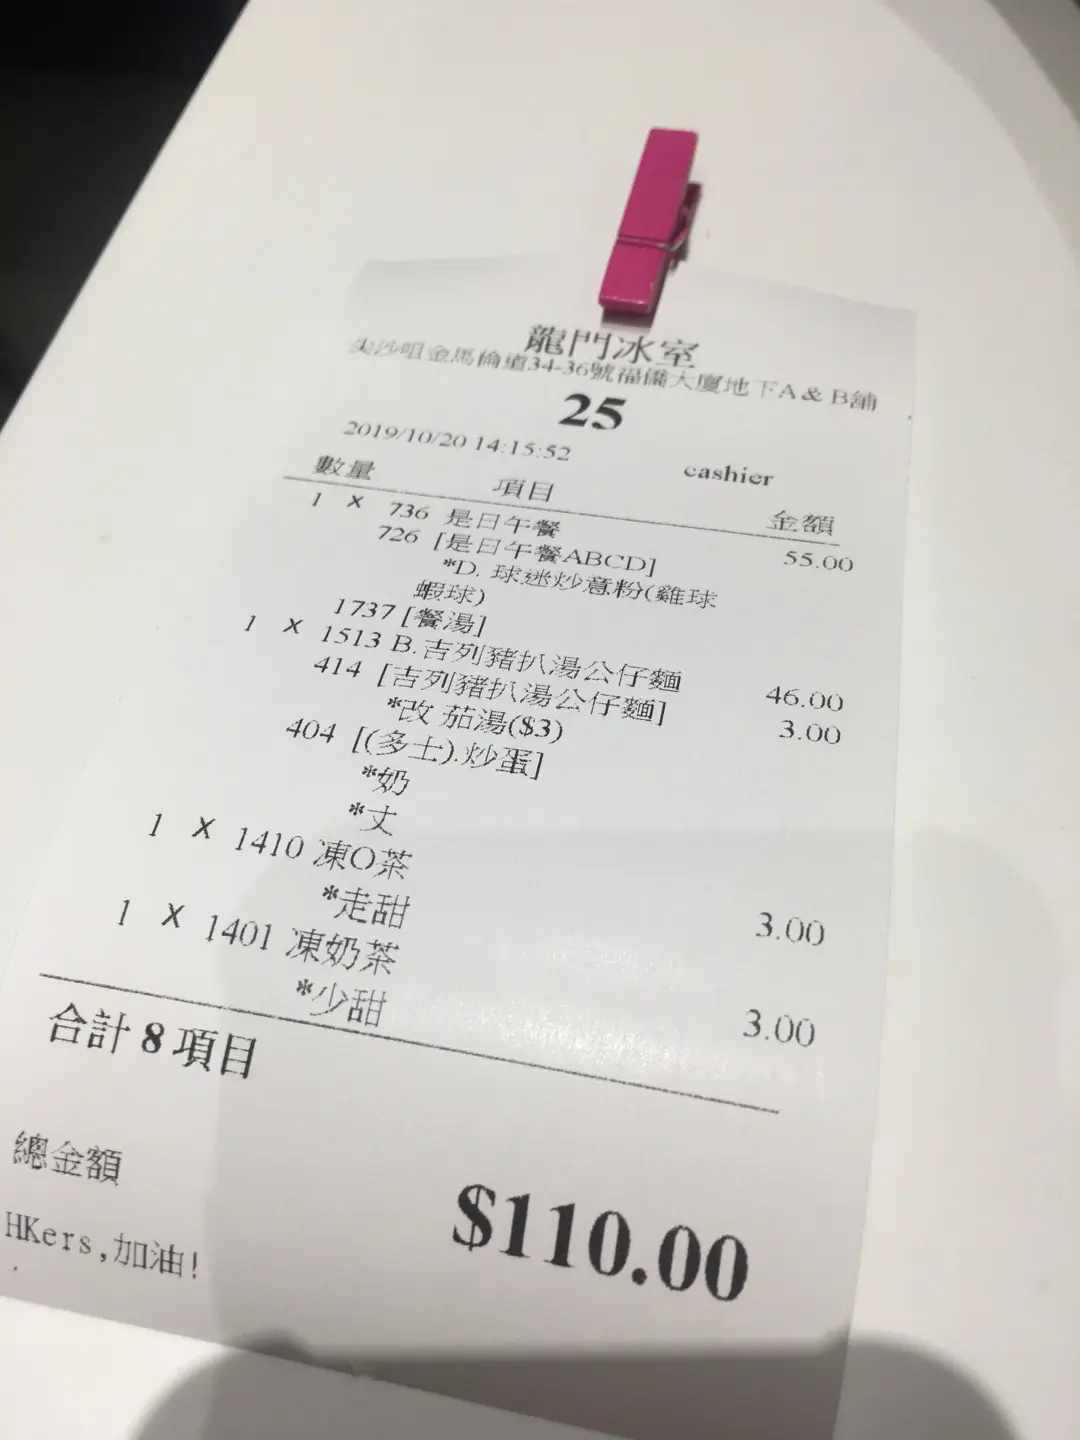 龍門冰室
尖沙咀金馬倫道34-36號福僑大廈地下A & B舖
25
2019/10/20 14:15:52 cashier
數量 項目 金額
1 X 736 是日午餐 55.00
726 [是日午餐ABCD]
*D. 球迷炒意粉(雞球
蝦球)
1737 [餐湯]
1 X 1513 B.吉列豬扒湯公仔麵 46.00
414 [吉列豬扒湯公仔麵]
*改 茄湯($3) 3.00
404 [(多士).炒蛋]
*奶
*丈
1 X 1410 凍O茶 3.00
*走甜
1 X 1401 凍奶茶 3.00
*少甜
合計 8 項目
總金額 $110.00
HKers,加油!